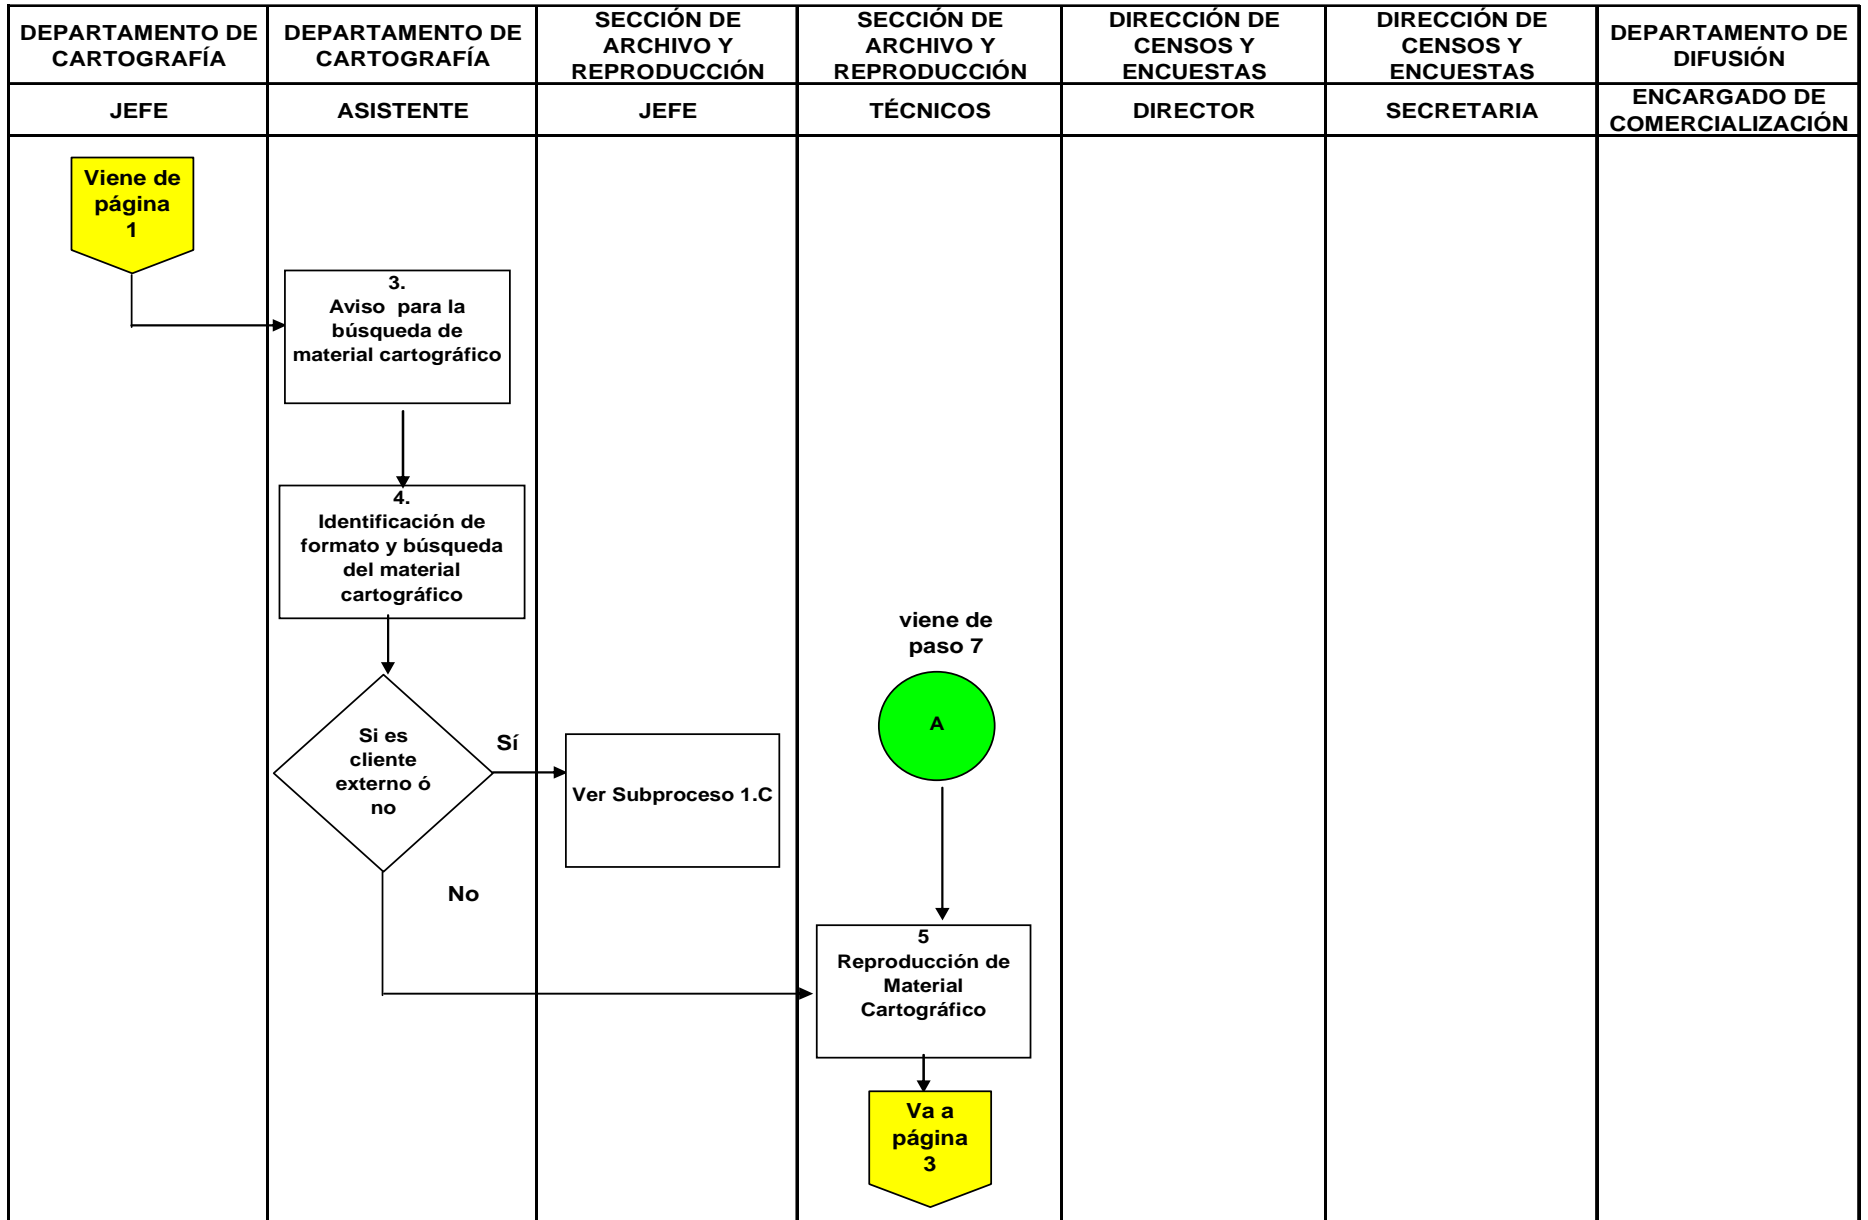 DEPARTAMENTO DE
CARTOGRAFÍA
DEPARTAMENTO DE
CARTOGRAFÍA
SECCIÓN DE
ARCHIVO Y
REPRODUCCIÓN
SECCIÓN DE
ARCHIVO Y
REPRODUCCIÓN
DIRECCIÓN DE
CENSOS Y
ENCUESTAS
DIRECCIÓN DE
CENSOS Y
ENCUESTAS
DEPARTAMENTO DE
DIFUSIÓN
JEFE
ASISTENTE
JEFE
TÉCNICOS
DIRECTOR
SECRETARIA
ENCARGADO DE
COMERCIALIZACIÓN
Viene de
página
1
3.
Aviso para la
búsqueda de
material cartográfico
4.
Identificación de
formato y búsqueda
del material
cartográfico
viene de
paso 7
A
Si es
cliente
externo ó
no
Sí
Ver Subproceso 1.C
No
5
Reproducción de
Material
Cartográfico
Va a
página
3